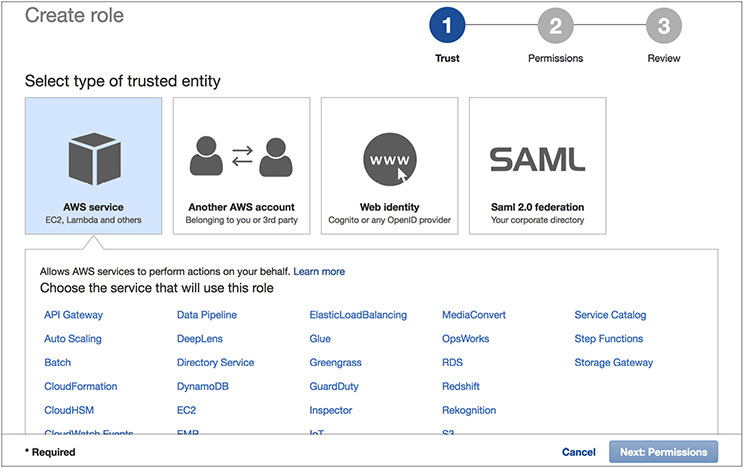 Create role
1 2 3
Trust Permissions Review
Select type of trusted entity
www SAML
AWS service Another AWS account Web identity Saml 2.0 federation
EC2, Lambda and others Belonging to you or 3rd party Cognito or any OpenID provider Your corporate directory
Allows AWS services to perform actions on your behalf. Learn more
Choose the service that will use this role
API Gateway Data Pipeline ElasticLoadBalancing MediaConvert Service Catalog
Auto Scaling DeepLens Glue OpsWorks Step Functions
Batch Directory Service Greengrass RDS Storage Gateway
CloudFormation DynamoDB GuardDuty Redshift
CloudHSM EC2 Inspector Rekognition
CloudWatch Events EMR IoT S3
* Required Cancel Next: Permissions